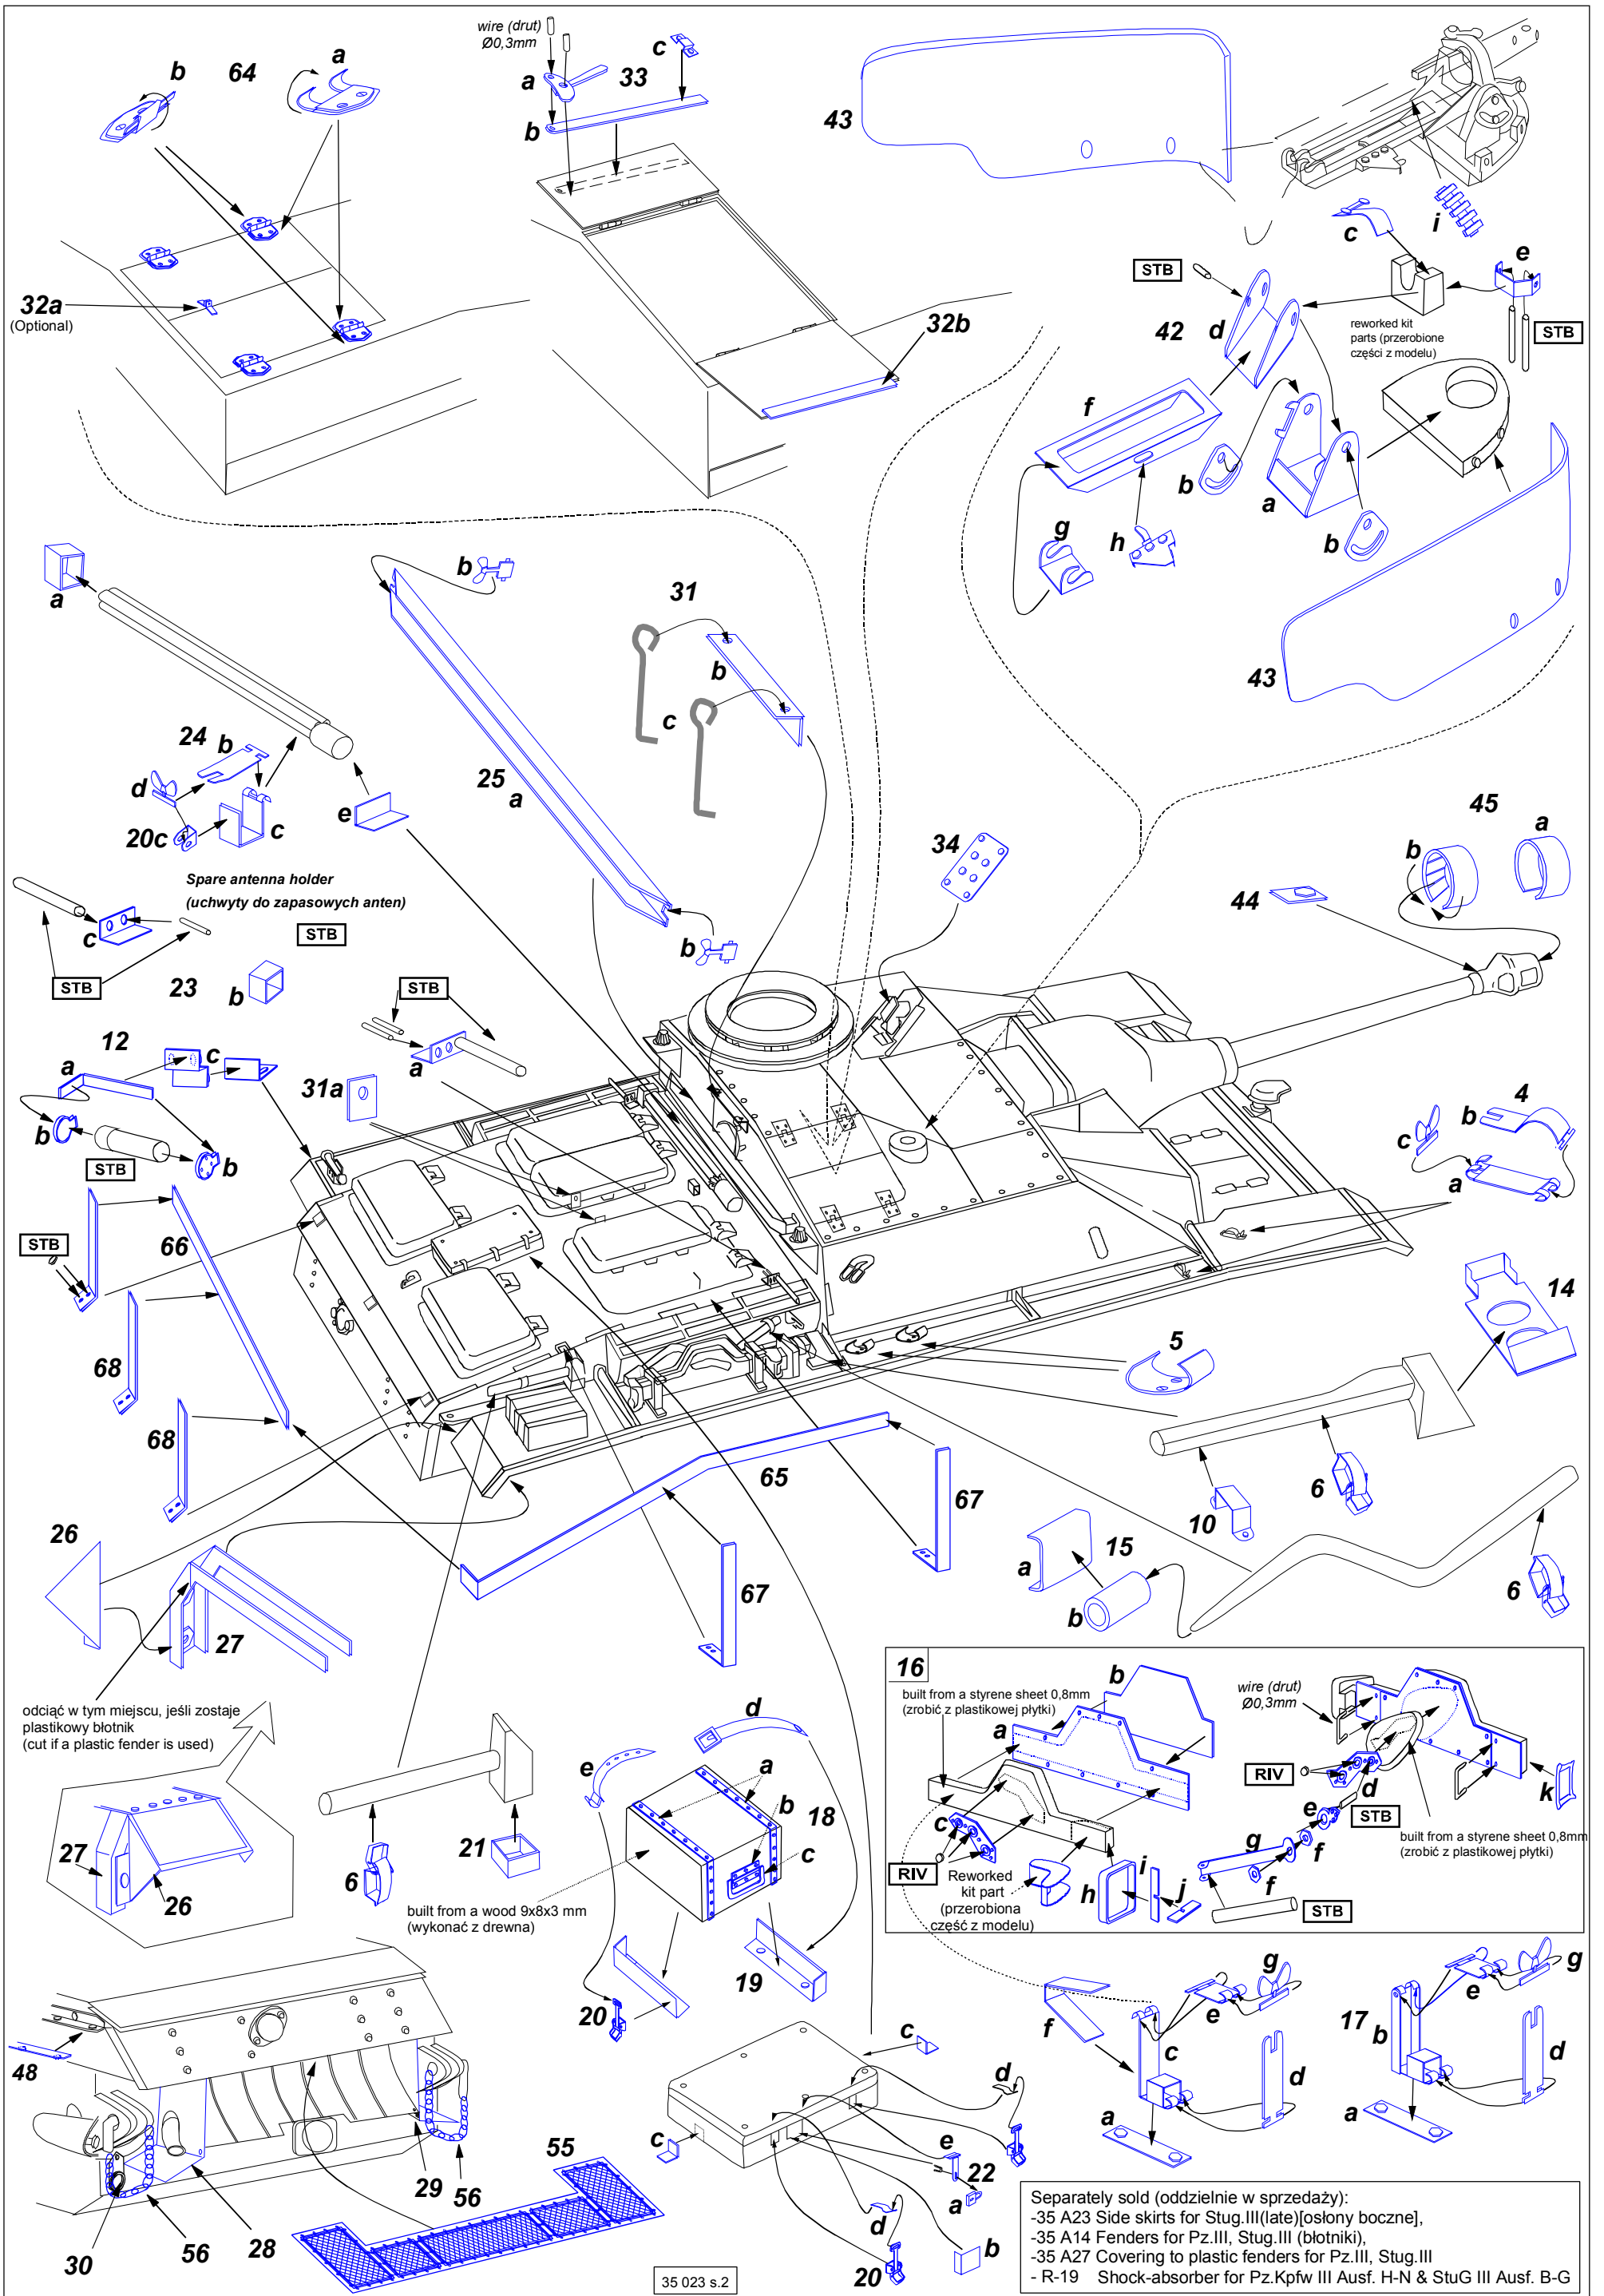 b
64
a
wire (drut)
Ø0,3mm
a
c
33
b
43
32a
(Optional)
32b
c
i
e
STB
42
d
reworked kit
parts (przerobione
części z modelu)
STB
f
b
a
g
h
b
43
a
b
31
b
c
24
b
d
20c
c
e
25
a
34
45
a
b
44
Spare antenna holder
(uchwyty do zapasowych anten)
c
STB
STB
23
b
STB
a
12
a
c
b
STB
b
31a
4
b
c
a
STB
66
14
68
5
68
65
67
6
10
26
15
a
b
6
67
27
odciąć w tym miejscu, jeśli zostaje
plastikowy błotnik
(cut if a plastic fender is used)
16
built from a styrene sheet 0,8mm
(zrobić z plastikowej płytki)
b
a
wire (drut)
Ø0,3mm
RIV
d
k
e
STB
c
g
f
built from a styrene sheet 0,8mm
(zrobić z plastikowej płytki)
RIV
Reworked
kit part
(przerobiona
część z modelu)
h
i
j
f
STB
d
e
a
b
18
c
21
6
built from a wood 9x8x3 mm
(wykonać z drewna)
27
26
19
20
g
e
f
c
d
a
g
e
17
b
d
a
48
c
d
c
e
22
a
d
b
20
29
56
55
30
56
28
35 023 s.2
Separately sold (oddzielnie w sprzedaży):
-35 A23 Side skirts for Stug.III(late)[osłony boczne],
-35 A14 Fenders for Pz.III, Stug.III (błotniki),
-35 A27 Covering to plastic fenders for Pz.III, Stug.III
- R-19 Shock-absorber for Pz.Kpfw III Ausf. H-N & StuG III Ausf. B-G